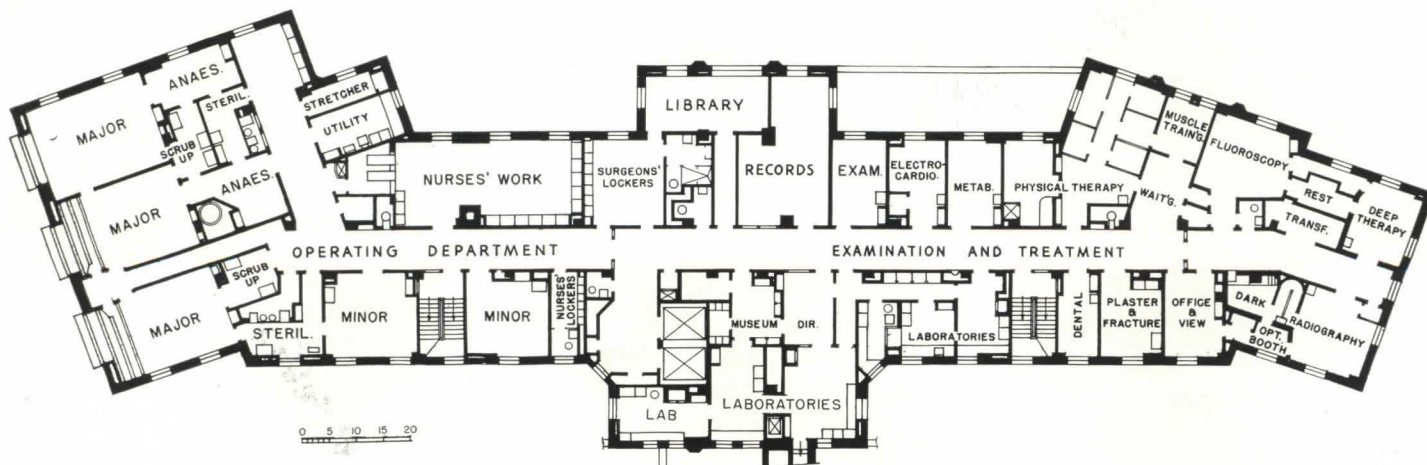 ANAES.
STERIL.
STRETCHER
UTILITY
MAJOR
SCRUB
UP
ANAES.
MAJOR
NURSES' WORK
SURGEONS'
LOCKERS
LIBRARY
RECORDS
EXAM.
ELECTRO-
CARDIO.
METAB.
PHYSICAL THERAPY
MUSCLE
TRAIN'G.
WAIT'G.
FLUOROSCOPY
REST
TRANSF.
DEEP
THERAPY
OPERATING DEPARTMENT
EXAMINATION AND TREATMENT
SCRUB
UP
MAJOR
STERIL.
MINOR
MINOR
NURSES'
LOCKERS
MUSEUM
DIR.
LABORATORIES
DENTAL
PLASTER
&
FRACTURE
OFFICE
&
VIEW
DARK
OPT.
BOOTH
RADIOGRAPHY
LAB
LABORATORIES
0 5 10 15 20